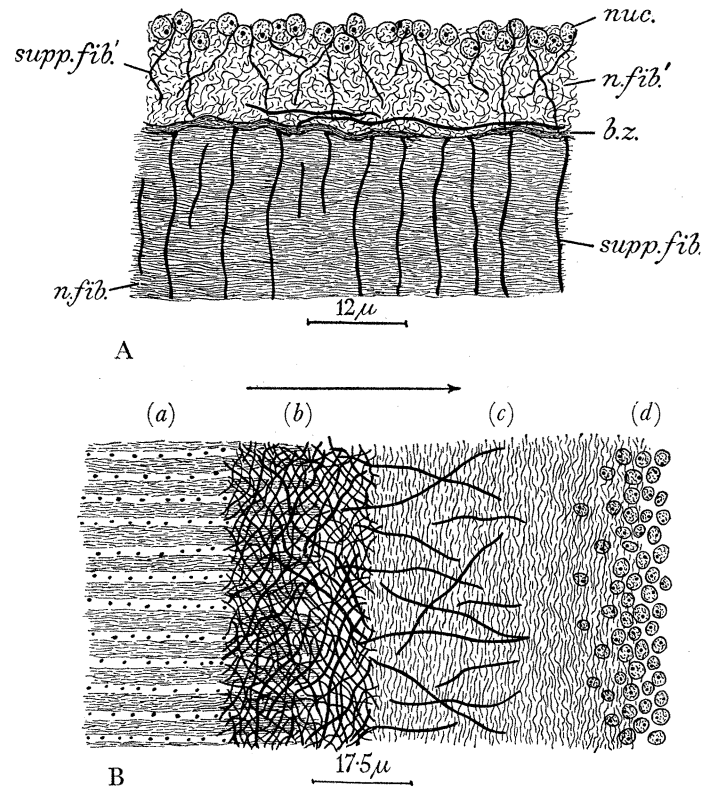 nuc.
supp.fib.'
n.fib.'
b.z.
supp.fib.
n.fib.
12μ
A
(a) (b) (c) (d)
B
17·5μ